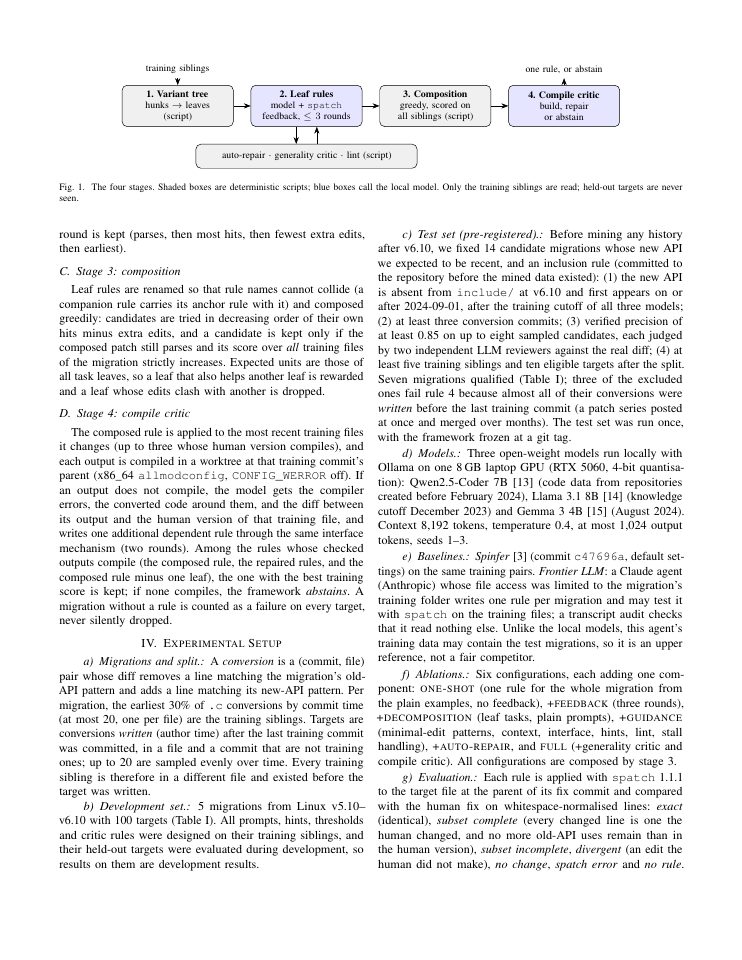 training siblings
one rule, or abstain
1. Variant tree
hunks → leaves
(script)
2. Leaf rules
model + spatch
feedback, ≤ 3 rounds
3. Composition
greedy, scored on
all siblings (script)
4. Compile critic
build, repair
or abstain
auto-repair · generality critic · lint (script)
Fig. 1. The four stages. Shaded boxes are deterministic scripts; blue boxes call the local model. Only the training siblings are read; held-out targets are never
seen.
round is kept (parses, then most hits, then fewest extra edits,
then earliest).
C. Stage 3: composition
Leaf rules are renamed so that rule names cannot collide (a
companion rule carries its anchor rule with it) and composed
greedily: candidates are tried in decreasing order of their own
hits minus extra edits, and a candidate is kept only if the
composed patch still parses and its score over all training files
of the migration strictly increases. Expected units are those of
all task leaves, so a leaf that also helps another leaf is rewarded
and a leaf whose edits clash with another is dropped.
D. Stage 4: compile critic
The composed rule is applied to the most recent training files
it changes (up to three whose human version compiles), and
each output is compiled in a worktree at that training commit's
parent (x86_64 allmodconfig, CONFIG_WERROR off). If
an output does not compile, the model gets the compiler
errors, the converted code around them, and the diff between
its output and the human version of that training file, and
writes one additional dependent rule through the same interface
mechanism (two rounds). Among the rules whose checked
outputs compile (the composed rule, the repaired rules, and the
composed rule minus one leaf), the one with the best training
score is kept; if none compiles, the framework abstains. A
migration without a rule is counted as a failure on every target,
never silently dropped.
IV. Experimental Setup
a) Migrations and split.: A conversion is a (commit, file)
pair whose diff removes a line matching the migration's old-
API pattern and adds a line matching its new-API pattern. Per
migration, the earliest 30% of .c conversions by commit time
(at most 20, one per file) are the training siblings. Targets are
conversions written (author time) after the last training commit
was committed, in a file and a commit that are not training
ones; up to 20 are sampled evenly over time. Every training
sibling is therefore in a different file and existed before the
target was written.
b) Development set.: 5 migrations from Linux v5.10–
v6.10 with 100 targets (Table I). All prompts, hints, thresholds
and critic rules were designed on their training siblings, and
their held-out targets were evaluated during development, so
results on them are development results.
c) Test set (pre-registered).: Before mining any history
after v6.10, we fixed 14 candidate migrations whose new API
we expected to be recent, and an inclusion rule (committed to
the repository before the mined data existed): (1) the new API
is absent from include/ at v6.10 and first appears on or
after 2024-09-01, after the training cutoff of all three models;
(2) at least three conversion commits; (3) verified precision of
at least 0.85 on up to eight sampled candidates, each judged
by two independent LLM reviewers against the real diff; (4) at
least five training siblings and ten eligible targets after the split.
Seven migrations qualified (Table I); three of the excluded
ones fail rule 4 because almost all of their conversions were
written before the last training commit (a patch series posted
at once and merged over months). The test set was run once,
with the framework frozen at a git tag.
d) Models.: Three open-weight models run locally with
Ollama on one 8 GB laptop GPU (RTX 5060, 4-bit quantisa-
tion): Qwen2.5-Coder 7B [13] (code data from repositories
created before February 2024), Llama 3.1 8B [14] (knowledge
cutoff December 2023) and Gemma 3 4B [15] (August 2024).
Context 8,192 tokens, temperature 0.4, at most 1,024 output
tokens, seeds 1–3.
e) Baselines.: Spinfer [3] (commit c47696a, default set-
tings) on the same training pairs. Frontier LLM: a Claude agent
(Anthropic) whose file access was limited to the migration's
training folder writes one rule per migration and may test it
with spatch on the training files; a transcript audit checks
that it read nothing else. Unlike the local models, this agent's
training data may contain the test migrations, so it is an upper
reference, not a fair competitor.
f) Ablations.: Six configurations, each adding one com-
ponent: ONE-SHOT (one rule for the whole migration from
the plain examples, no feedback), +FEEDBACK (three rounds),
+DECOMPOSITION (leaf tasks, plain prompts), +GUIDANCE
(minimal-edit patterns, context, interface, hints, lint, stall
handling), +AUTO-REPAIR, and FULL (+generality critic and
compile critic). All configurations are composed by stage 3.
g) Evaluation.: Each rule is applied with spatch 1.1.1
to the target file at the parent of its fix commit and compared
with the human fix on whitespace-normalised lines: exact
(identical), subset complete (every changed line is one the
human changed, and no more old-API uses remain than in
the human version), subset incomplete, divergent (an edit the
human did not make), no change, spatch error and no rule.